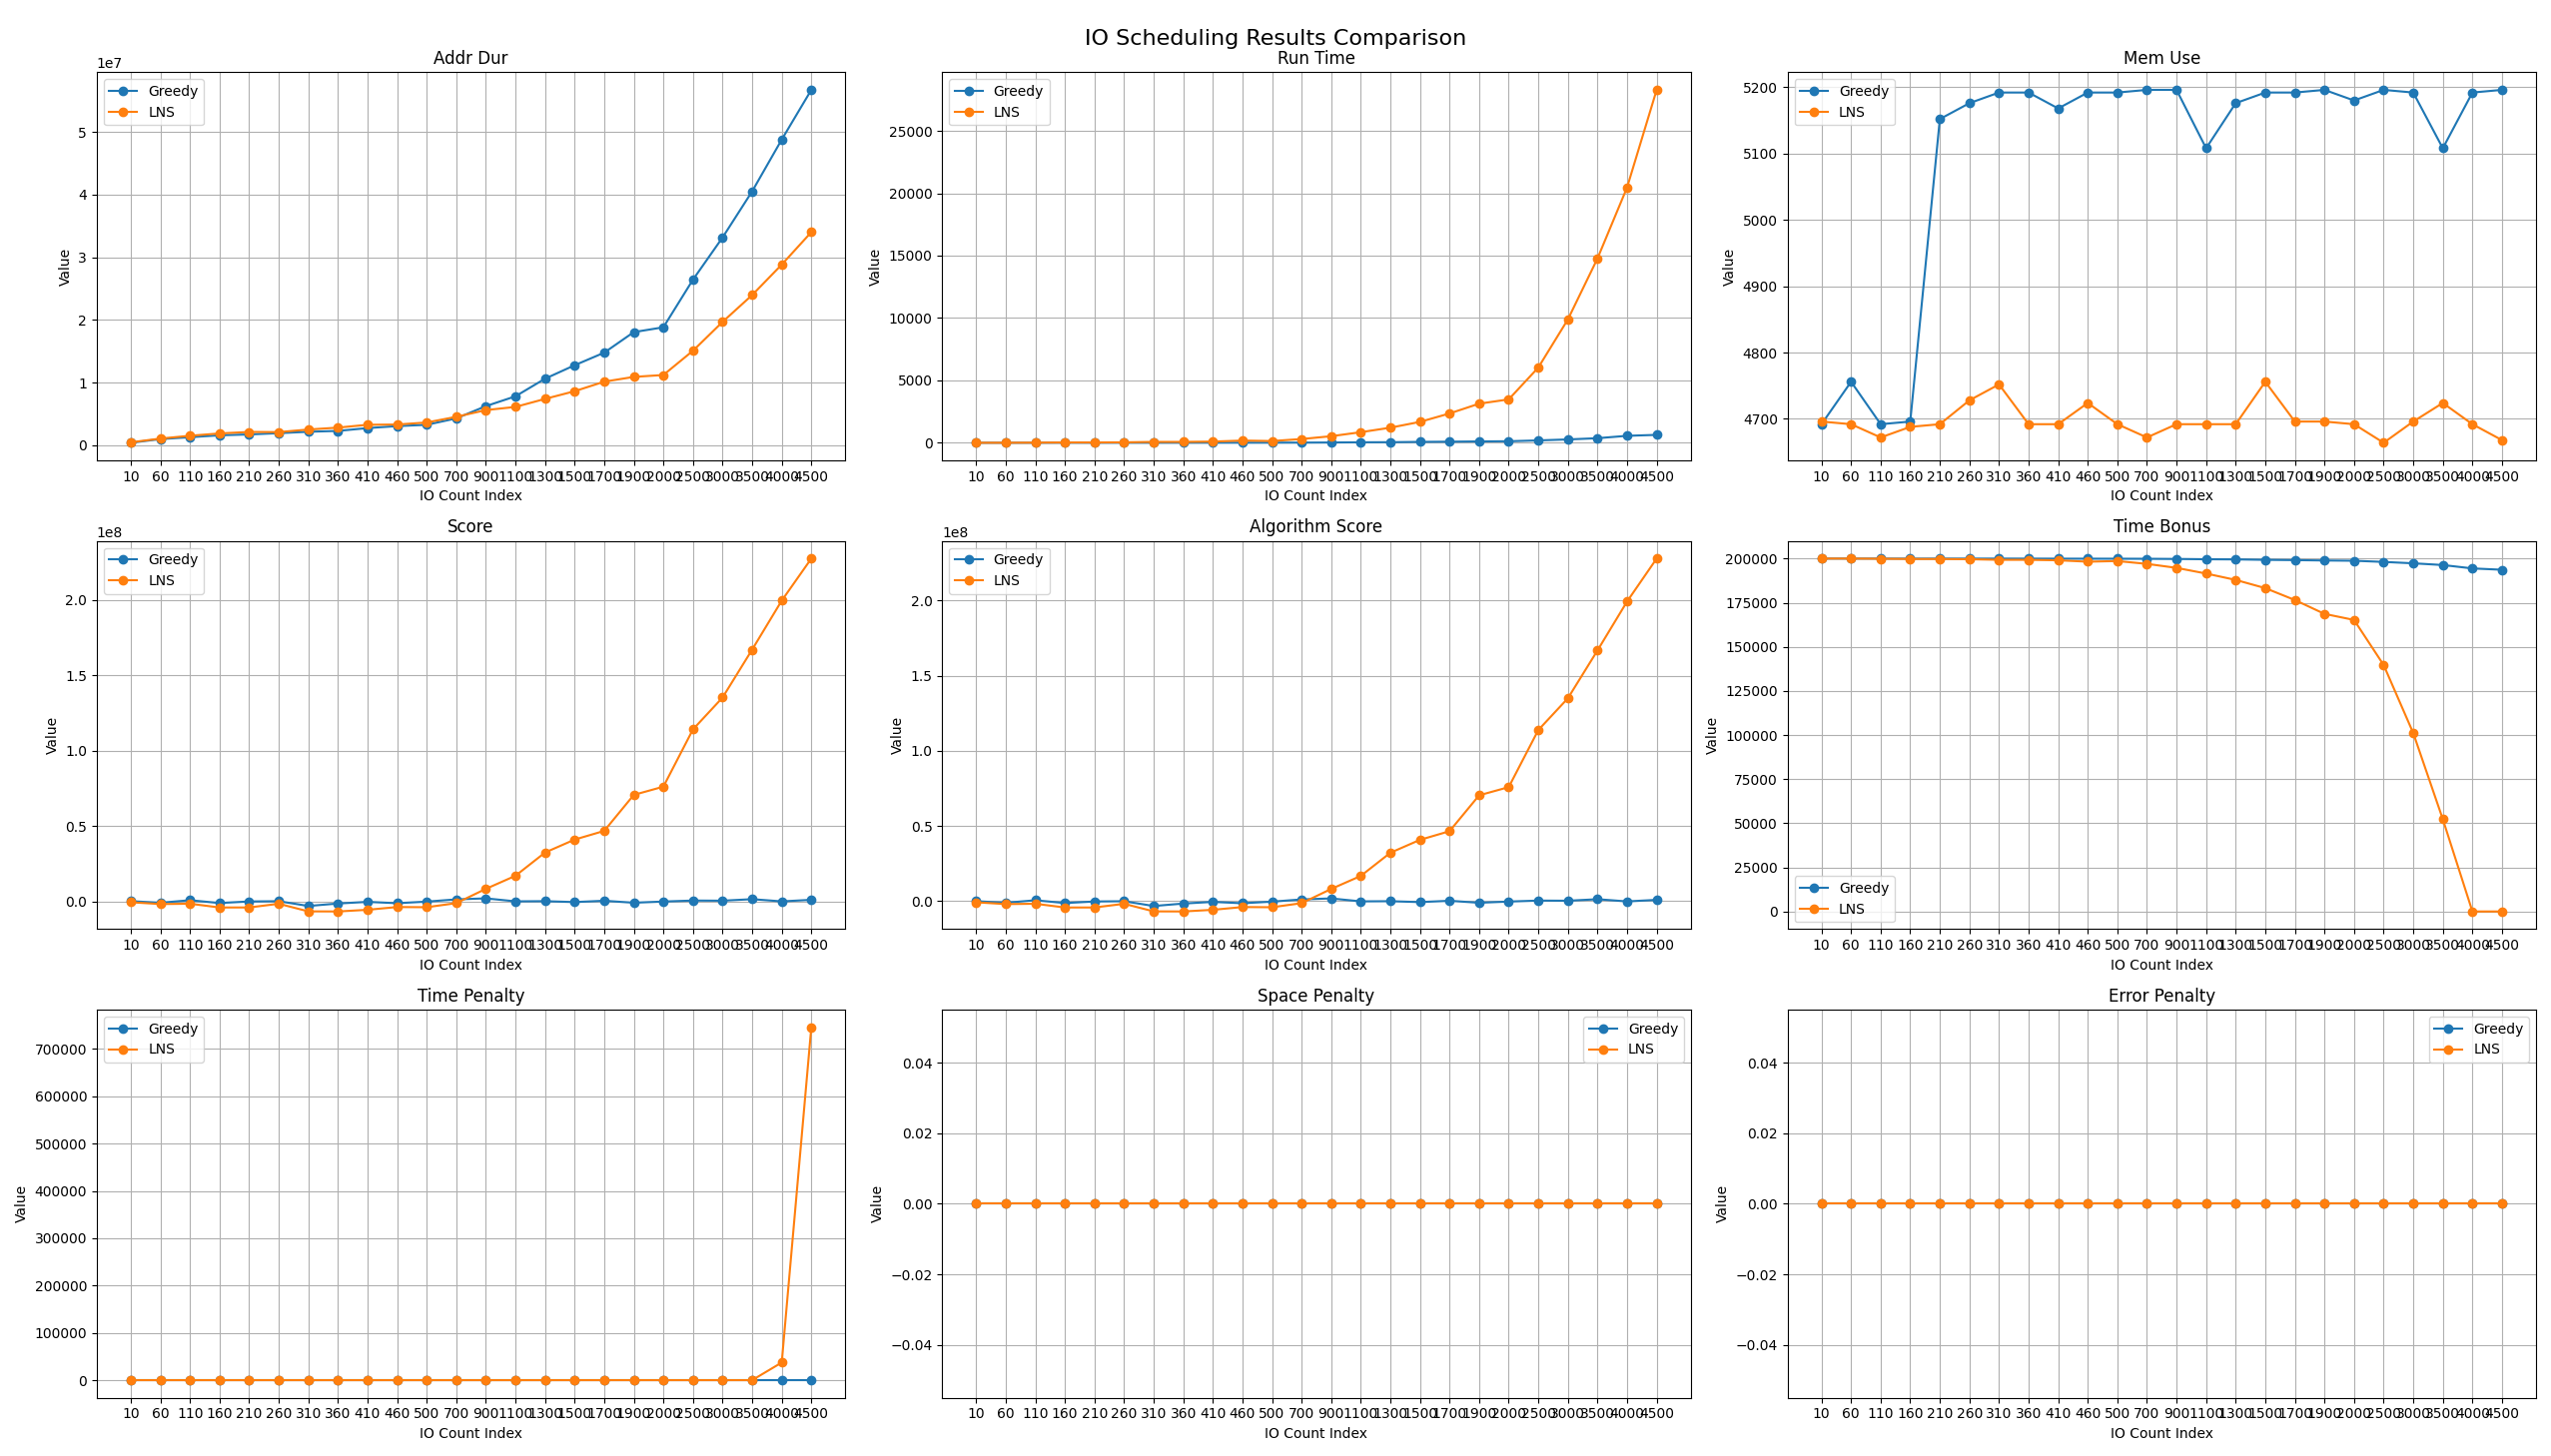 IO Scheduling Results Comparison
Addr Dur
1e7
Greedy
LNS
5
4
3
2
1
0
Value
10 60 110 160 210 260 310 360 410 460 500 700 900 1100 1300 1500 1700 1900 2000 2500 3000 3500 4000 4500
IO Count Index
Run Time
Greedy
LNS
25000
20000
15000
10000
5000
0
Value
10 60 110 160 210 260 310 360 410 460 500 700 900 1100 1300 1500 1700 1900 2000 2500 3000 3500 4000 4500
IO Count Index
Mem Use
Greedy
LNS
5200
5100
5000
4900
4800
4700
Value
10 60 110 160 210 260 310 360 410 460 500 700 900 1100 1300 1500 1700 1900 2000 2500 3000 3500 4000 4500
IO Count Index
Score
1e8
Greedy
LNS
2.0
1.5
1.0
0.5
0.0
Value
10 60 110 160 210 260 310 360 410 460 500 700 900 1100 1300 1500 1700 1900 2000 2500 3000 3500 4000 4500
IO Count Index
Algorithm Score
1e8
Greedy
LNS
2.0
1.5
1.0
0.5
0.0
Value
10 60 110 160 210 260 310 360 410 460 500 700 900 1100 1300 1500 1700 1900 2000 2500 3000 3500 4000 4500
IO Count Index
Time Bonus
200000
175000
150000
125000
100000
75000
50000
25000
0
Value
Greedy
LNS
10 60 110 160 210 260 310 360 410 460 500 700 900 1100 1300 1500 1700 1900 2000 2500 3000 3500 4000 4500
IO Count Index
Time Penalty
Greedy
LNS
700000
600000
500000
400000
300000
200000
100000
0
Value
10 60 110 160 210 260 310 360 410 460 500 700 900 1100 1300 1500 1700 1900 2000 2500 3000 3500 4000 4500
IO Count Index
Space Penalty
Greedy
LNS
0.04
0.02
0.00
−0.02
−0.04
Value
10 60 110 160 210 260 310 360 410 460 500 700 900 1100 1300 1500 1700 1900 2000 2500 3000 3500 4000 4500
IO Count Index
Error Penalty
Greedy
LNS
0.04
0.02
0.00
−0.02
−0.04
Value
10 60 110 160 210 260 310 360 410 460 500 700 900 1100 1300 1500 1700 1900 2000 2500 3000 3500 4000 4500
IO Count Index